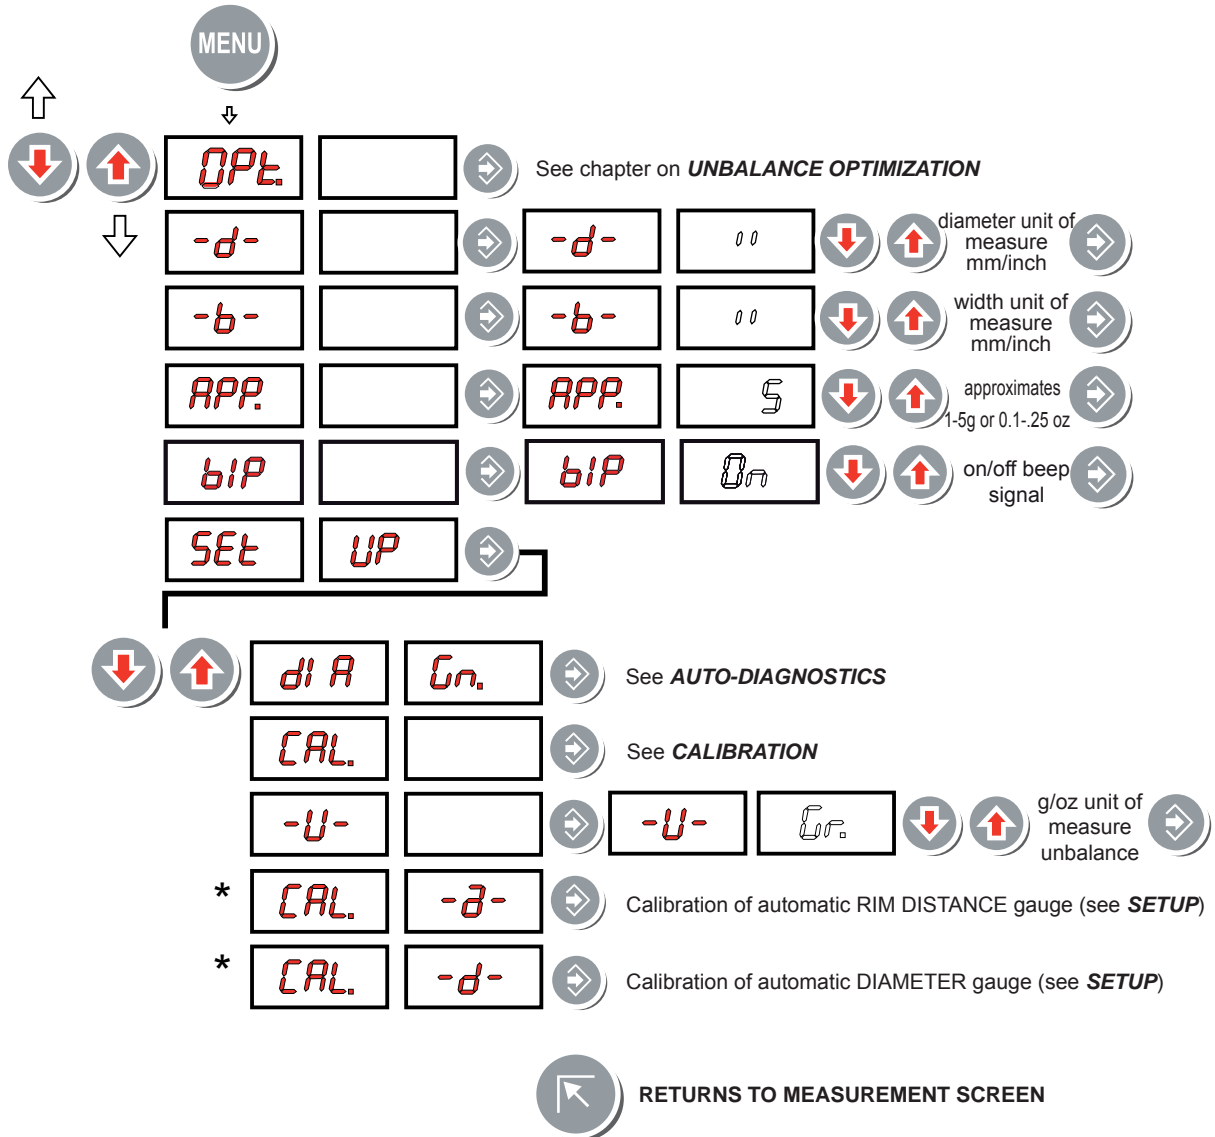 MENU
OPt. See chapter on UNBALANCE OPTIMIZATION
-d- -d- '' diameter unit of
measure
mm/inch
-b- -b- '' width unit of
measure
mm/inch
APP. APP. 5 approximates
1-5g or 0.1-.25 oz
bIP bIP On on/off beep
signal
SEt UP
dI A Gn. See AUTO-DIAGNOSTICS
CAL. See CALIBRATION
-U- -U- Gr. g/oz unit of
measure
unbalance
* CAL. -a- Calibration of automatic RIM DISTANCE gauge (see SETUP)
* CAL. -d- Calibration of automatic DIAMETER gauge (see SETUP)
RETURNS TO MEASUREMENT SCREEN